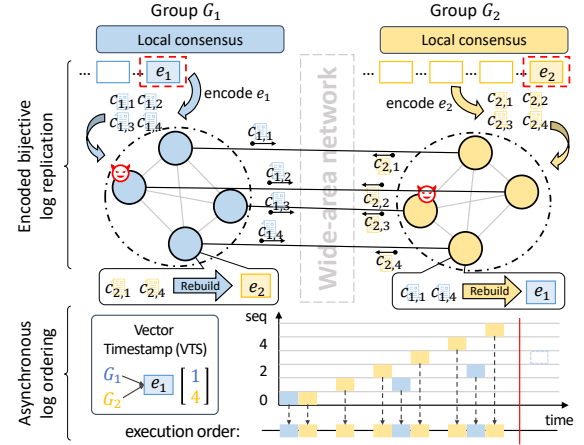 Group G₁
Group G₂
Local consensus
Local consensus
... ... e₁
... ... e₂
encode e₁
encode e₂
c₁,₁ c₁,₂
c₁,₃ c₁,₄
c₂,₁ c₂,₂
c₂,₃ c₂,₄
Encoded bijective
log replication
Wide-area network
c₁,₁
c₂,₁
c₁,₂
c₂,₂
c₁,₃
c₂,₃
c₁,₄
c₂,₄
c₂,₁ c₂,₄ Rebuild e₂
c₁,₁ c₁,₄ Rebuild e₁
Asynchronous
log ordering
Vector
Timestamp (VTS)
G₁
G₂
e₁
1
4
seq
4
2
0
time
execution order: